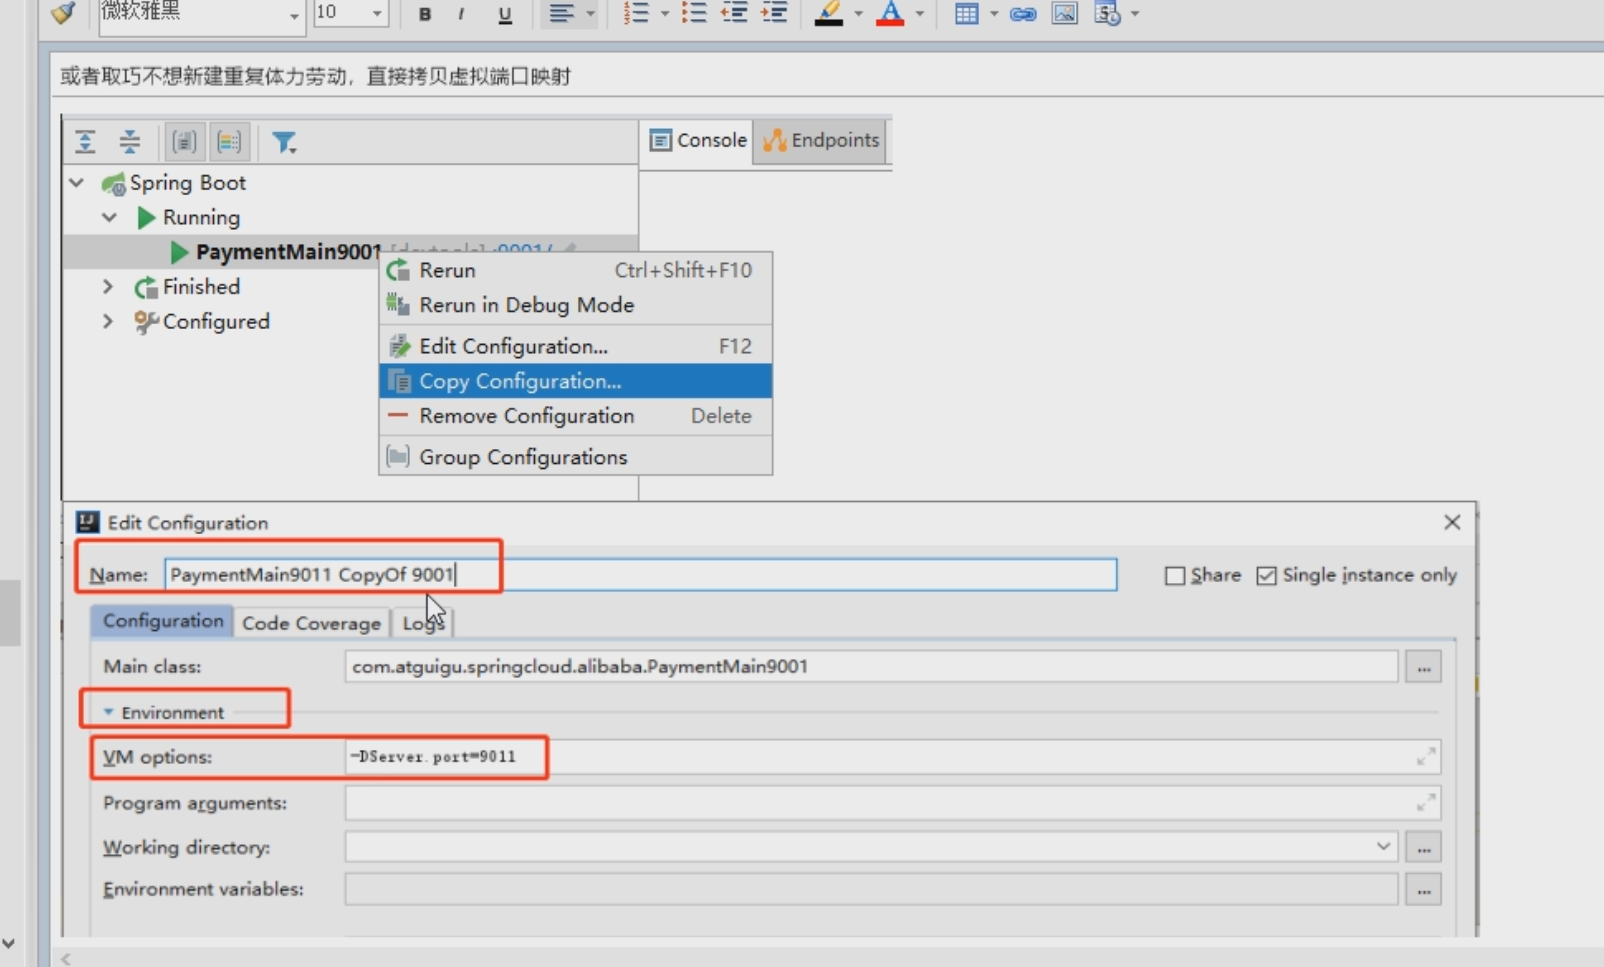 微软雅黑 10 B I U
或者取巧不想新建重复体力劳动，直接拷贝虚拟端口映射
Console Endpoints
Spring Boot
Running
PaymentMain9001 [devtools] :9001/
Rerun Ctrl+Shift+F10
Finished
Rerun in Debug Mode
Configured
Edit Configuration... F12
Copy Configuration...
Remove Configuration Delete
Group Configurations
Edit Configuration
Name: PaymentMain9011 CopyOf 9001 Share Single instance only
Configuration Code Coverage Logs
Main class: com.atguigu.springcloud.alibaba.PaymentMain9001 ...
Environment
VM options: -DServer.port=9011
Program arguments:
Working directory: ...
Environment variables: ...